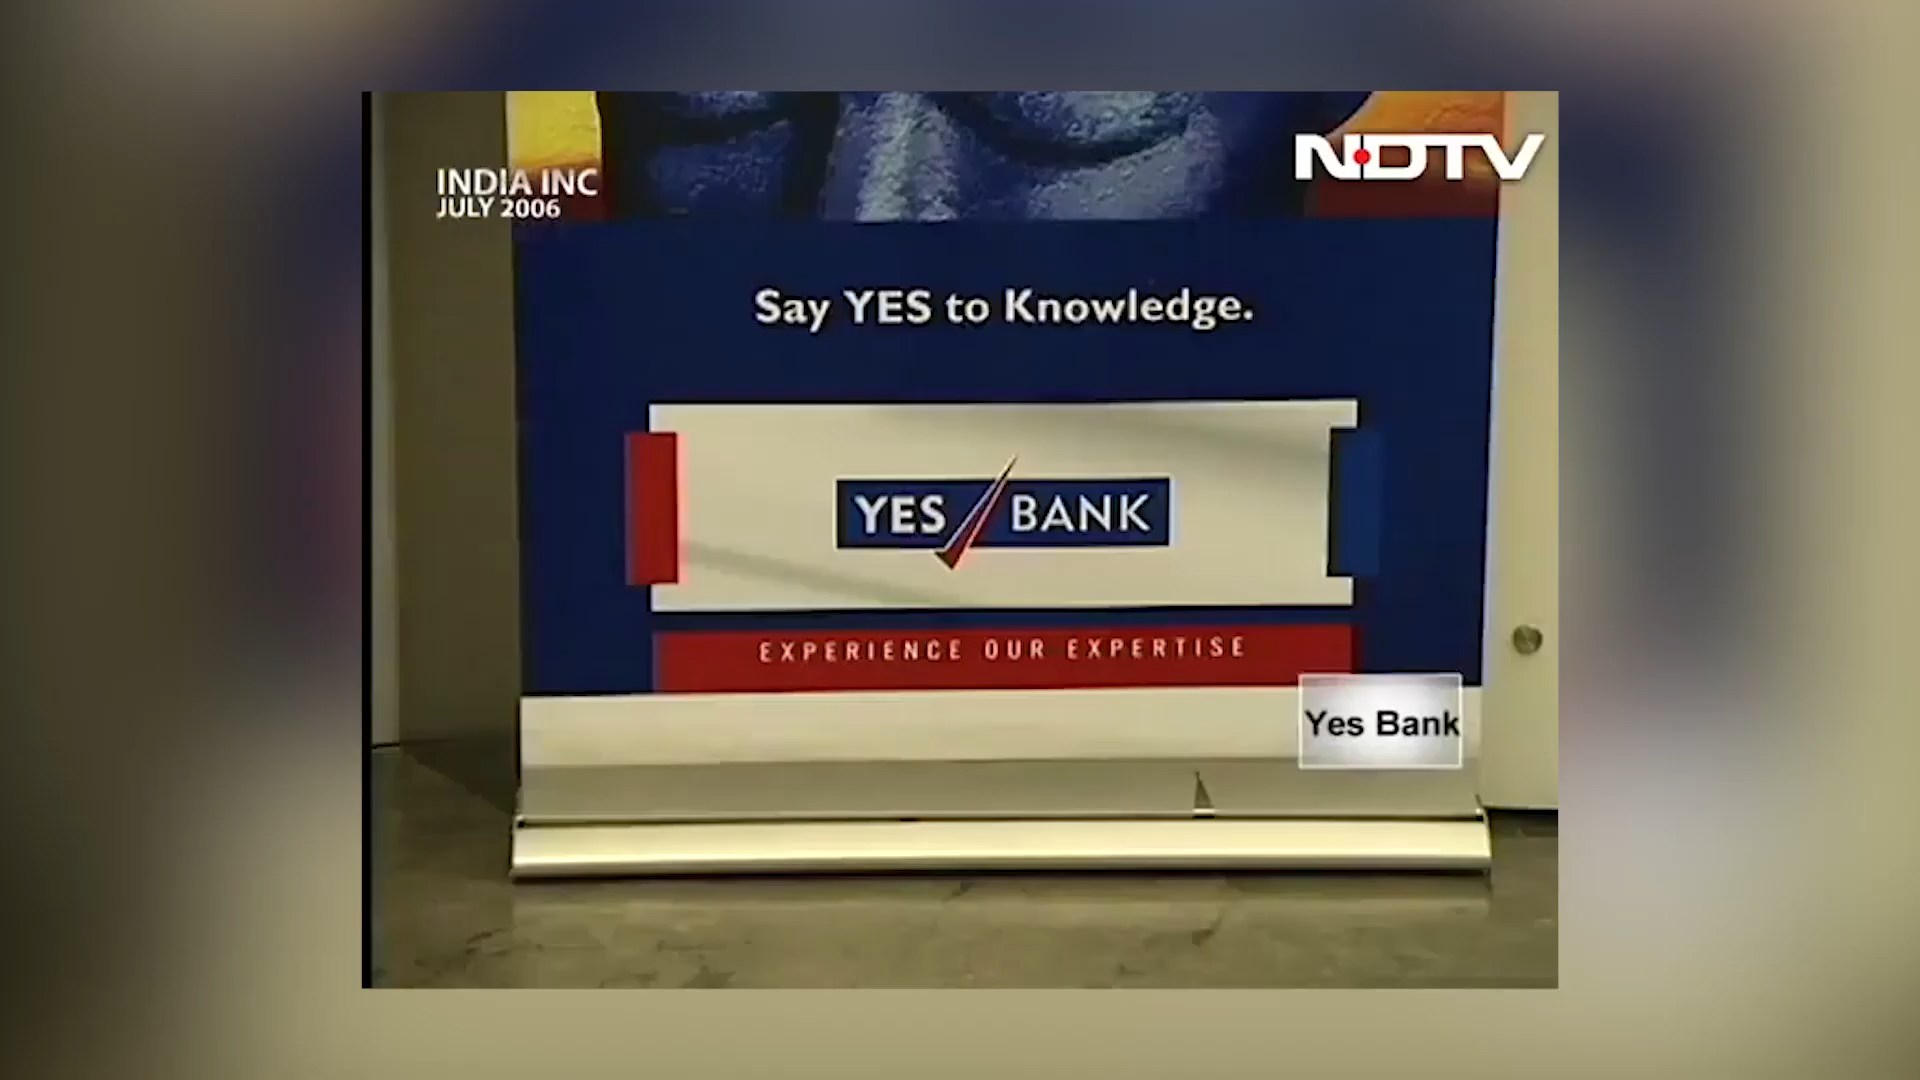 INDIA INC
JULY 2006
NDTV
Say YES to Knowledge.
YES BANK
EXPERIENCE OUR EXPERTISE
Yes Bank